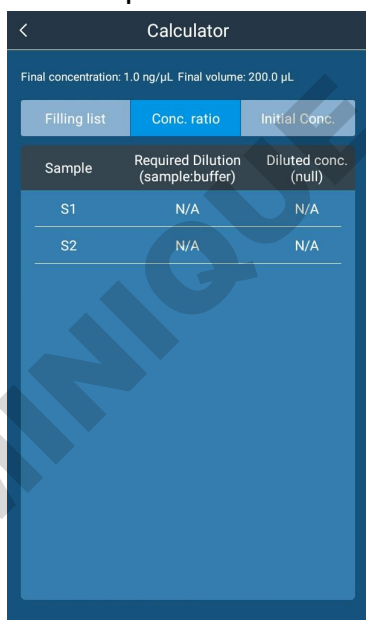 Calculator
Final concentration: 1.0 ng/µL Final volume: 200.0 µL
Filling list Conc. ratio Initial Conc.
Sample Required Dilution (sample:buffer) Diluted conc. (null)
S1 N/A N/A
S2 N/A N/A
MINIQUE